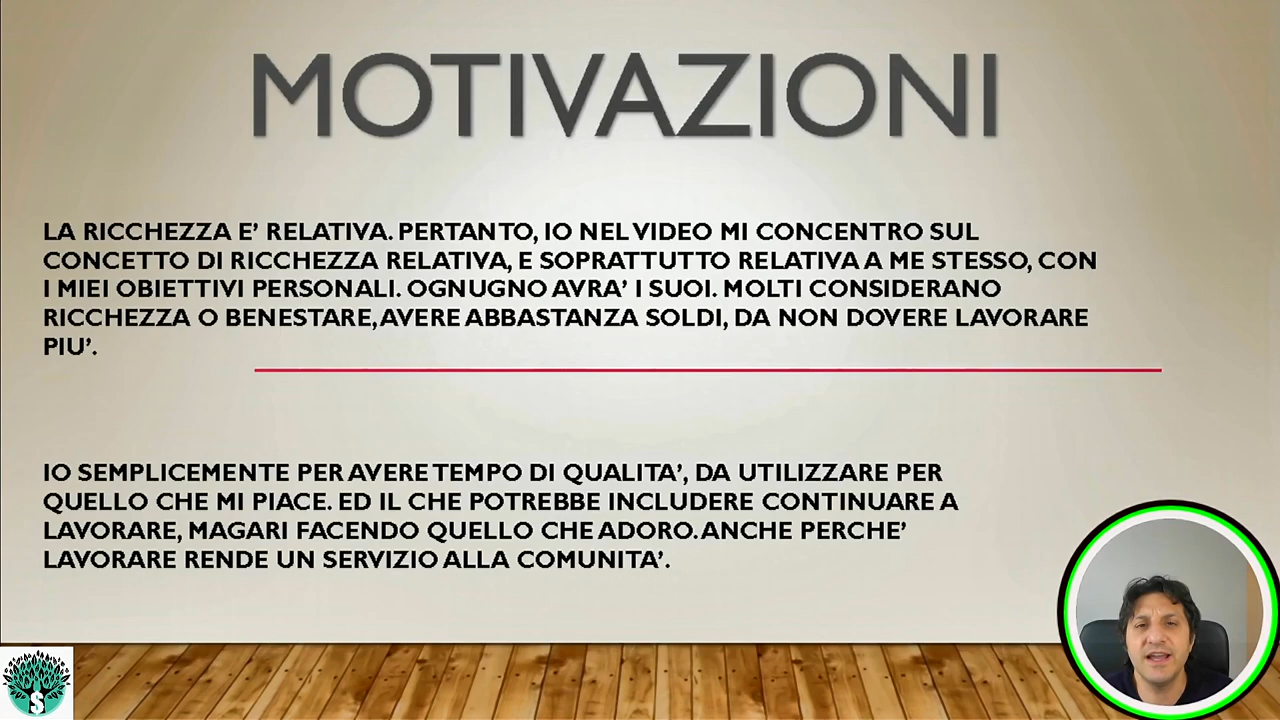 MOTIVAZIONI
LA RICCHEZZA E’ RELATIVA. PERTANTO, IO NEL VIDEO MI CONCENTRO SUL
CONCETTO DI RICCHEZZA RELATIVA, E SOPRATTUTTO RELATIVA A ME STESSO, CON
I MIEI OBIETTIVI PERSONALI. OGNUGNO AVRA’ I SUOI. MOLTI CONSIDERANO
RICCHEZZA O BENESTARE, AVERE ABBASTANZA SOLDI, DA NON DOVERE LAVORARE
PIU’.
IO SEMPLICEMENTE PER AVERE TEMPO DI QUALITA’, DA UTILIZZARE PER
QUELLO CHE MI PIACE. ED IL CHE POTREBBE INCLUDERE CONTINUARE A
LAVORARE, MAGARI FACENDO QUELLO CHE ADORO. ANCHE PERCHE’
LAVORARE RENDE UN SERVIZIO ALLA COMUNITA’.
$